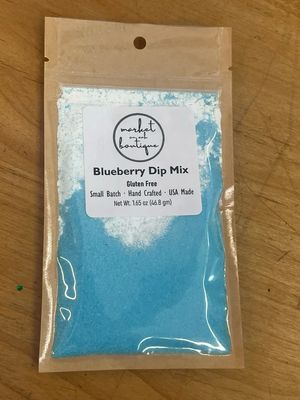 market
and
boutique
Blueberry Dip Mix
Gluten Free
Small Batch · Hand Crafted · USA Made
Net Wt. 1.65 oz (46.8 gm)